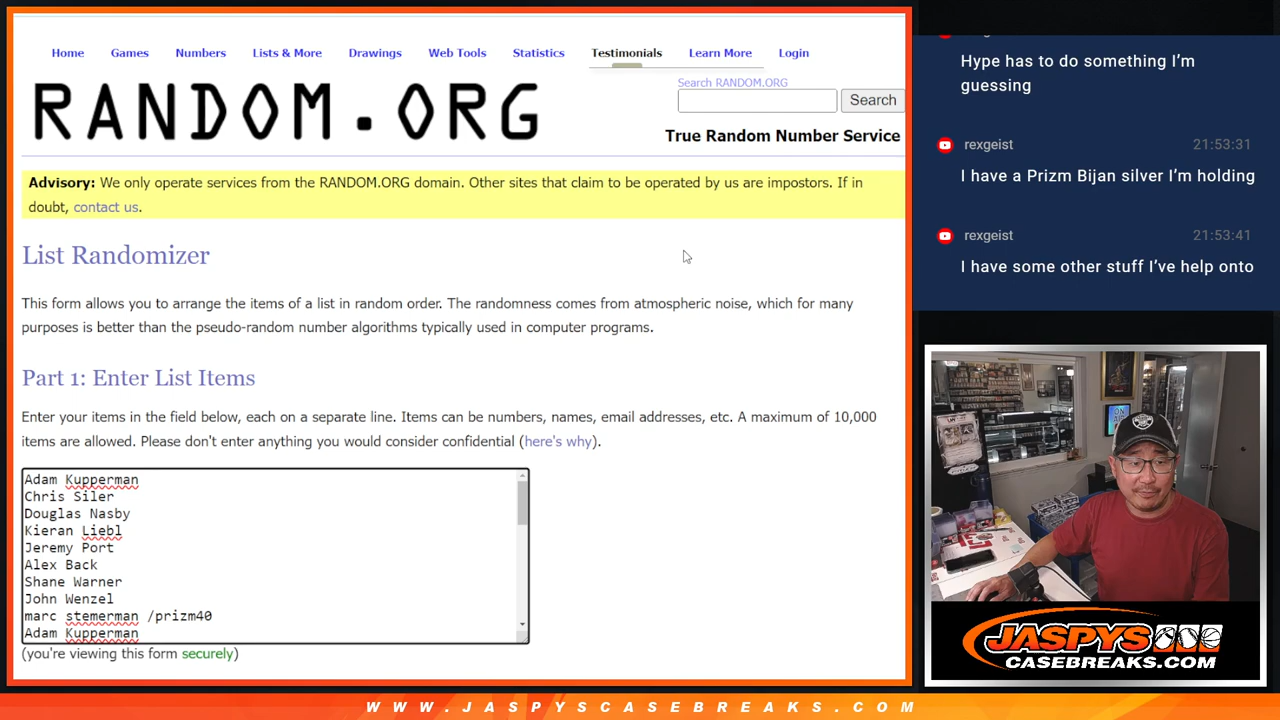 Home Games Numbers Lists & More Drawings Web Tools Statistics Testimonials Learn More Login
RANDOM.ORG
Search RANDOM.ORG
Search
True Random Number Service
Advisory: We only operate services from the RANDOM.ORG domain. Other sites that claim to be operated by us are impostors. If in
doubt, contact us.
List Randomizer
This form allows you to arrange the items of a list in random order. The randomness comes from atmospheric noise, which for many
purposes is better than the pseudo-random number algorithms typically used in computer programs.
Part 1: Enter List Items
Enter your items in the field below, each on a separate line. Items can be numbers, names, email addresses, etc. A maximum of 10,000
items are allowed. Please don't enter anything you would consider confidential (here's why).
Adam Kupperman
Chris Siler
Douglas Nasby
Kieran Liebl
Jeremy Port
Alex Back
Shane Warner
John Wenzel
marc stemerman /prizm40
Adam Kupperman
(you're viewing this form securely)
Hype has to do something I'm
guessing
rexgeist 21:53:31
I have a Prizm Bijan silver I'm holding
rexgeist 21:53:41
I have some other stuff I've help onto
JASPYS
CASEBREAKS.COM
WWW.JASPYSCASEBREAKS.COM